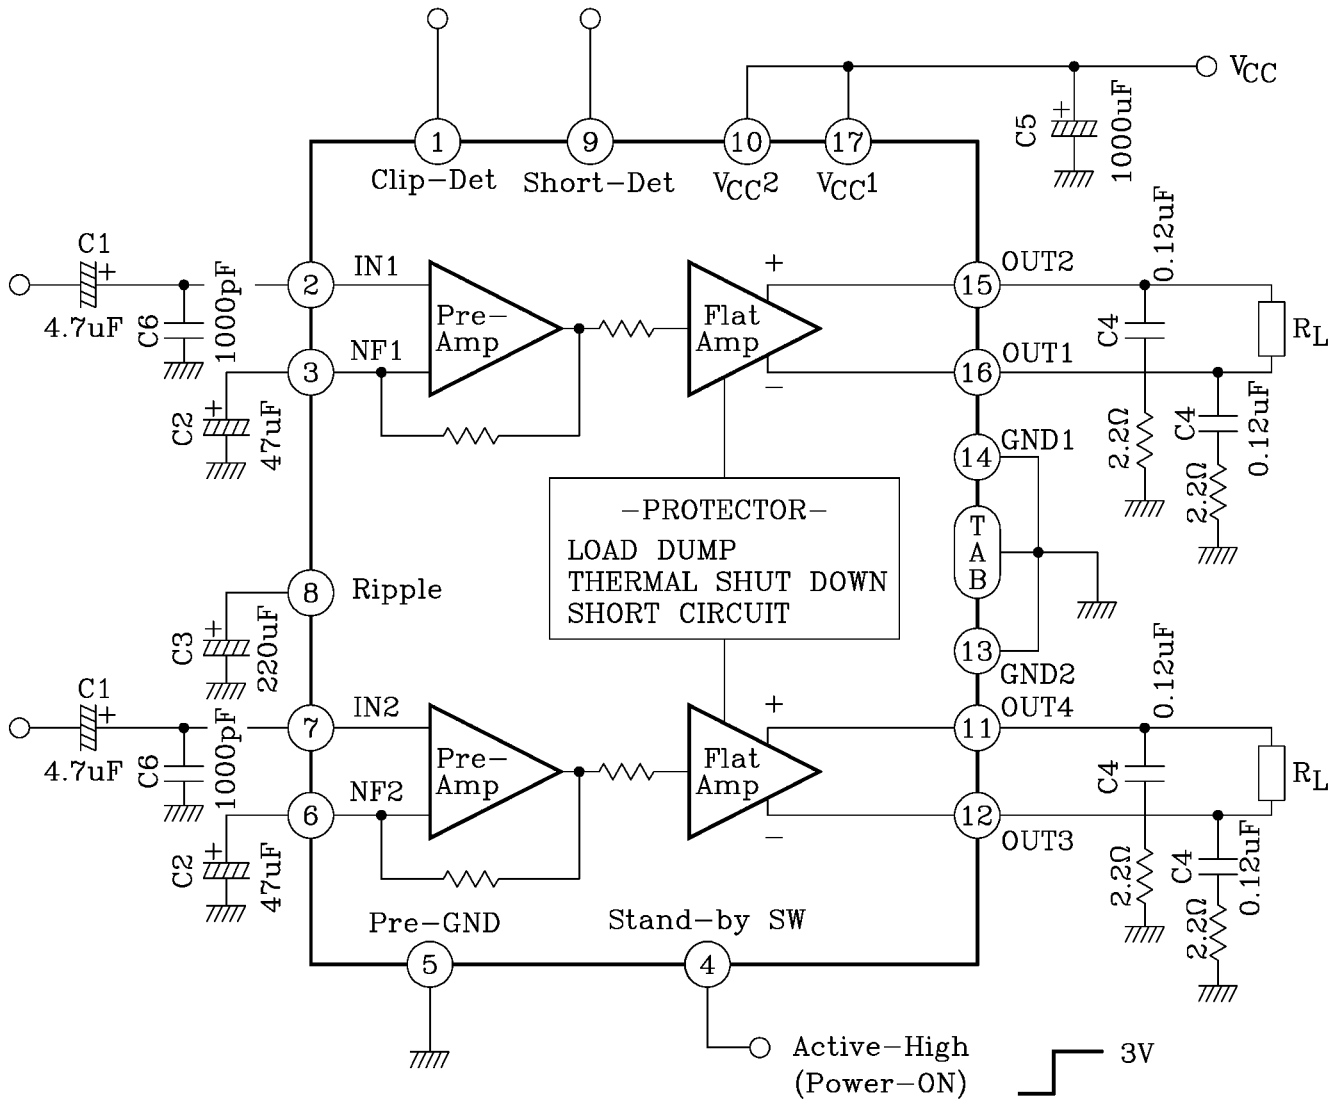 VCC
C5
+
1000uF
1
9
10
17
Clip-Det
Short-Det
VCC2
VCC1
C1
+
4.7uF
C6
1000pF
2
IN1
Pre-
Amp
3
NF1
C2
+
47uF
+
Flat
Amp
−
15
OUT2
16
OUT1
0.12uF
C4
2.2Ω
C4
0.12uF
2.2Ω
RL
14
GND1
TAB
13
GND2
-PROTECTOR-
LOAD DUMP
THERMAL SHUT DOWN
SHORT CIRCUIT
8
Ripple
C3
+
220uF
C1
+
4.7uF
C6
1000pF
7
IN2
Pre-
Amp
6
NF2
C2
+
47uF
+
Flat
Amp
−
11
OUT4
12
OUT3
0.12uF
C4
2.2Ω
C4
0.12uF
2.2Ω
RL
Pre-GND
5
Stand-by SW
4
Active-High
(Power-ON)
3V